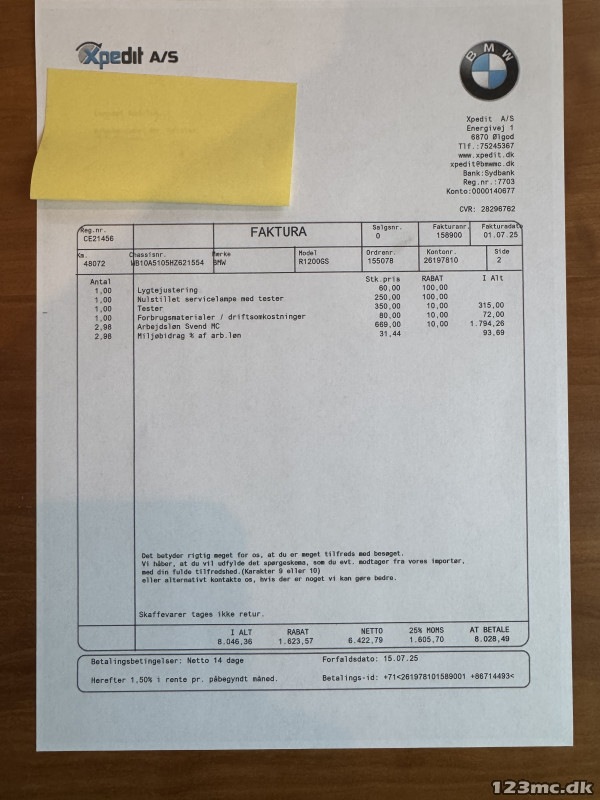 Xpedit A/S
BMW
Xpedit A/S
Energivej 1
6870 Ølgod
Tlf.:75245367
www.xpedit.dk
xpedit@bmwmc.dk
Bank:Sydbank
Reg.nr.:7703
Konto:0000140677
CVR: 28296762
Reg.nr. FAKTURA Salgsnr. Fakturanr. Fakturadato
CE21456 0 158900 01.07.25
Km. Chassisnr. Mærke Model Ordrenr. Kontonr. Side
48072 WB10A5105HZ621554 BMW R1200GS 155078 26197810 2
Antal Stk.pris RABAT I Alt
1,00 Lygtejustering 60,00 100,00
1,00 Nulstillet servicelampe med tester 250,00 100,00
1,00 Tester 350,00 10,00 315,00
1,00 Forbrugsmaterialer / driftsomkostninger 80,00 10,00 72,00
2,98 Arbejdsløn Svend MC 669,00 10,00 1.794,26
2,98 Miljøbidrag % af arb.løn 31,44 93,69
Det betyder rigtig meget for os, at du er meget tilfreds med besøget.
Vi håber, at du vil udfylde det spørgeskema, som du evt. modtager fra vores importør,
med din fulde tilfredshed.(Karakter 9 eller 10)
eller alternativt kontakte os, hvis der er noget vi kan gøre bedre.
Skaffevarer tages ikke retur.
I ALT RABAT NETTO 25% MOMS AT BETALE
8.046,36 1.623,57 6.422,79 1.605,70 8.028,49
Betalingsbetingelser: Netto 14 dage Forfaldsdato: 15.07.25
Herefter 1,50% i rente pr. påbegyndt måned. Betalings-id: +71<261978101589001 +86714493<
123mc.dk